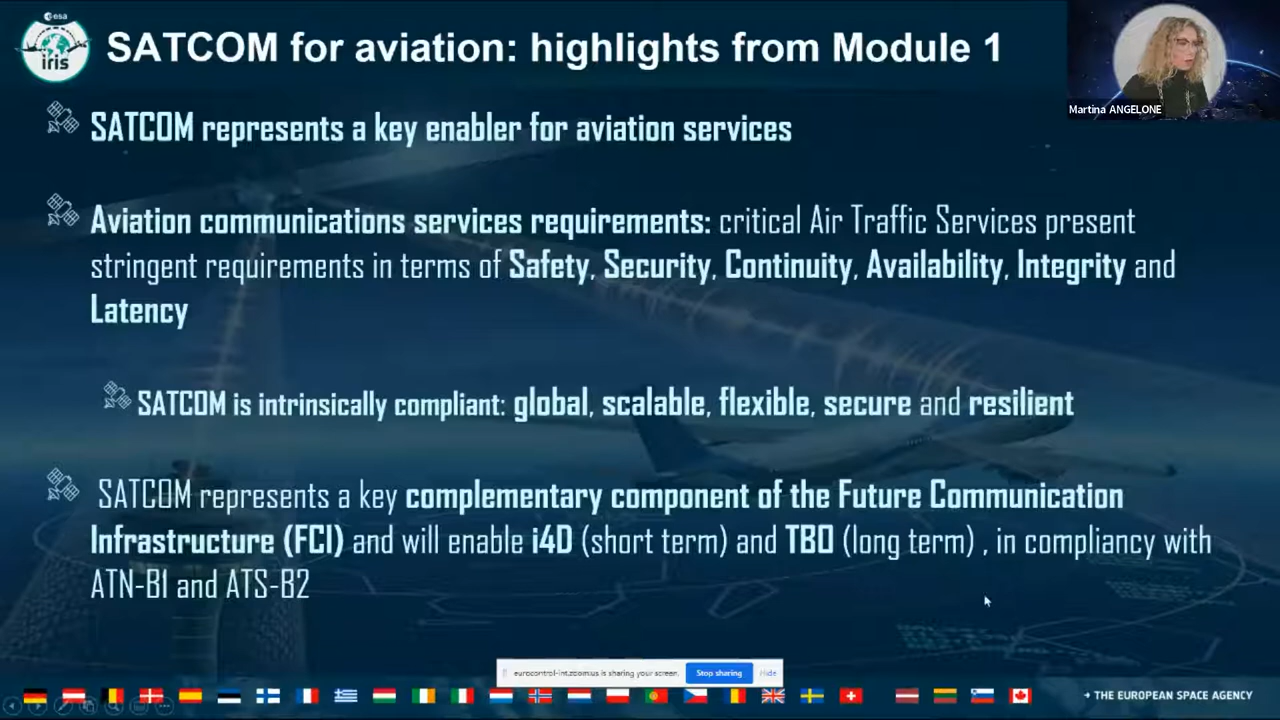 esa
iris
SATCOM for aviation: highlights from Module 1
Martina ANGELONE
SATCOM represents a key enabler for aviation services
Aviation communications services requirements: critical Air Traffic Services present
stringent requirements in terms of Safety, Security, Continuity, Availability, Integrity and
Latency
SATCOM is intrinsically compliant: global, scalable, flexible, secure and resilient
SATCOM represents a key complementary component of the Future Communication
Infrastructure (FCI) and will enable i4D (short term) and TBO (long term) , in compliancy with
ATN-B1 and ATS-B2
eurocontrol-int.zoom.us is sharing your screen.
Stop sharing
Hide
→ THE EUROPEAN SPACE AGENCY